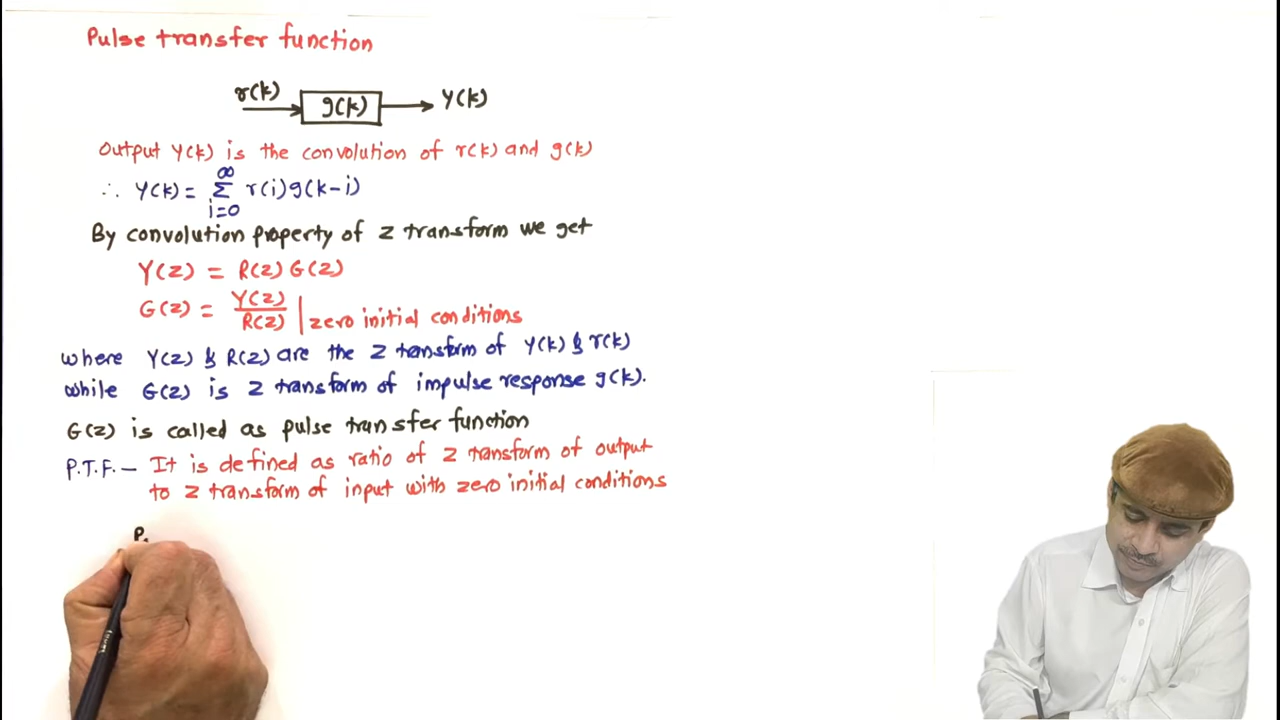 Pulse transfer function
r(k) g(k) Y(k)
Output Y(k) is the convolution of r(k) and g(k)
∴ Y(k) = ∞Σi=0 r(i)g(k-i)
By convolution property of z transform we get
Y(z) = R(z) G(z)
G(z) = Y(z)/R(z) | zero initial conditions
where Y(z) & R(z) are the z transform of Y(k) & r(k)
while G(z) is z transform of impulse response g(k).
G(z) is called as pulse transfer function
P.T.F. – It is defined as ratio of z transform of output
to z transform of input with zero initial conditions
P.